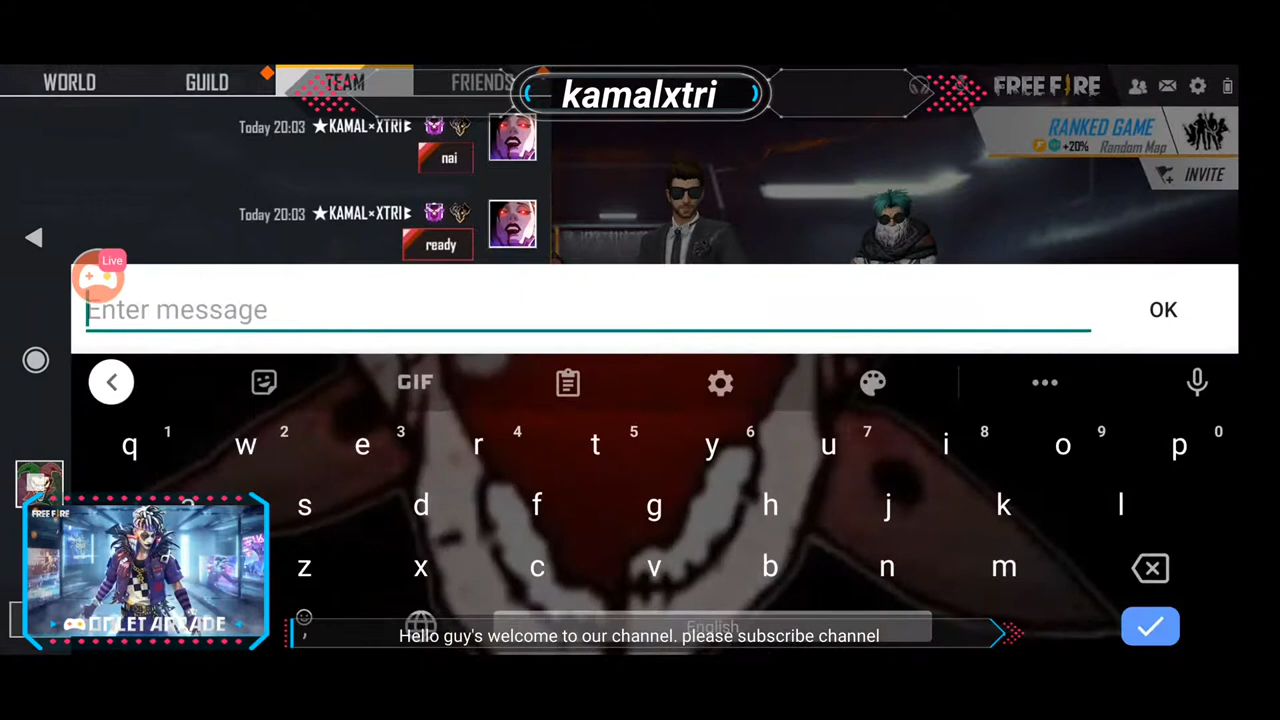 WORLD
GUILD
TEAM
FRIENDS
kamalxtri
FREE FIRE
RANKED GAME
+20% Random Map
INVITE
Today 20:03 ★KAMAL×XTRI▶
nai
Today 20:03 ★KAMAL×XTRI▶
ready
Live
Enter message
OK
GIF
q 1 w 2 e 3 r 4 t 5 y 6 u 7 i 8 o 9 p 0
s d f g h j k l
z x c v b n m
,
English
FREE FIRE
Hello guy's welcome to our channel. please subscribe channel